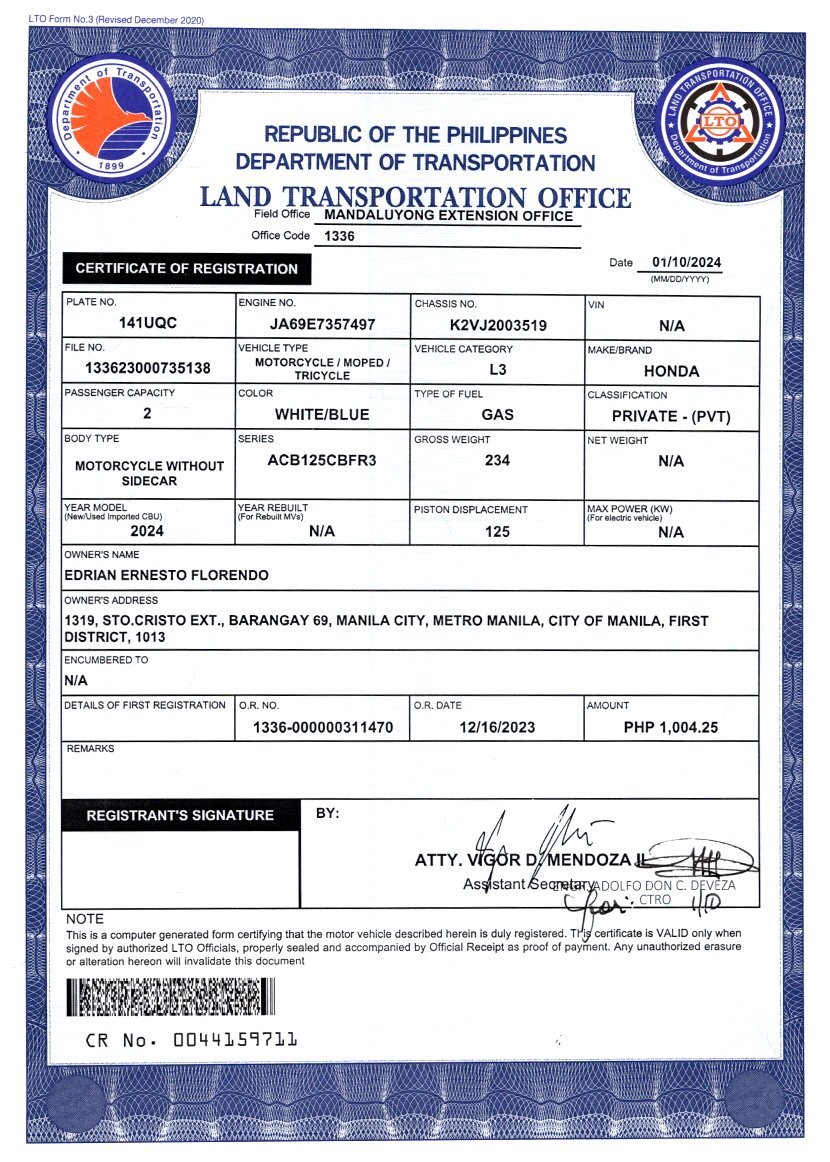 LTO Form No.3 (Revised December 2020)
Department of Transportation
1899
LAND TRANSPORTATION OFFICE
LTO
Department of Transportation
REPUBLIC OF THE PHILIPPINES
DEPARTMENT OF TRANSPORTATION
LAND TRANSPORTATION OFFICE
Field Office MANDALUYONG EXTENSION OFFICE
Office Code 1336
CERTIFICATE OF REGISTRATION
Date 01/10/2024
(MM/DD/YYYY)
PLATE NO. ENGINE NO. CHASSIS NO. VIN
141UQC JA69E7357497 K2VJ2003519 N/A
FILE NO. VEHICLE TYPE VEHICLE CATEGORY MAKE/BRAND
133623000735138 MOTORCYCLE / MOPED / L3 HONDA
TRICYCLE
PASSENGER CAPACITY COLOR TYPE OF FUEL CLASSIFICATION
2 WHITE/BLUE GAS PRIVATE - (PVT)
BODY TYPE SERIES GROSS WEIGHT NET WEIGHT
MOTORCYCLE WITHOUT ACB125CBFR3 234 N/A
SIDECAR
YEAR MODEL YEAR REBUILT PISTON DISPLACEMENT MAX POWER (KW)
(New/Used Imported CBU) (For Rebuilt MVs) (For electric vehicle)
2024 N/A 125 N/A
OWNER'S NAME
EDRIAN ERNESTO FLORENDO
OWNER'S ADDRESS
1319, STO.CRISTO EXT., BARANGAY 69, MANILA CITY, METRO MANILA, CITY OF MANILA, FIRST
DISTRICT, 1013
ENCUMBERED TO
N/A
DETAILS OF FIRST REGISTRATION O.R. NO. O.R. DATE AMOUNT
1336-000000311470 12/16/2023 PHP 1,004.25
REMARKS
REGISTRANT'S SIGNATURE BY:
ATTY. VIGOR D. MENDOZA II
Assistant Secretary ADOLFO DON C. DEVEZA
CTRO 1/10
NOTE
This is a computer generated form certifying that the motor vehicle described herein is duly registered. This certificate is VALID only when
signed by authorized LTO Officials, properly sealed and accompanied by Official Receipt as proof of payment. Any unauthorized erasure
or alteration hereon will invalidate this document
CR No. 0044159711